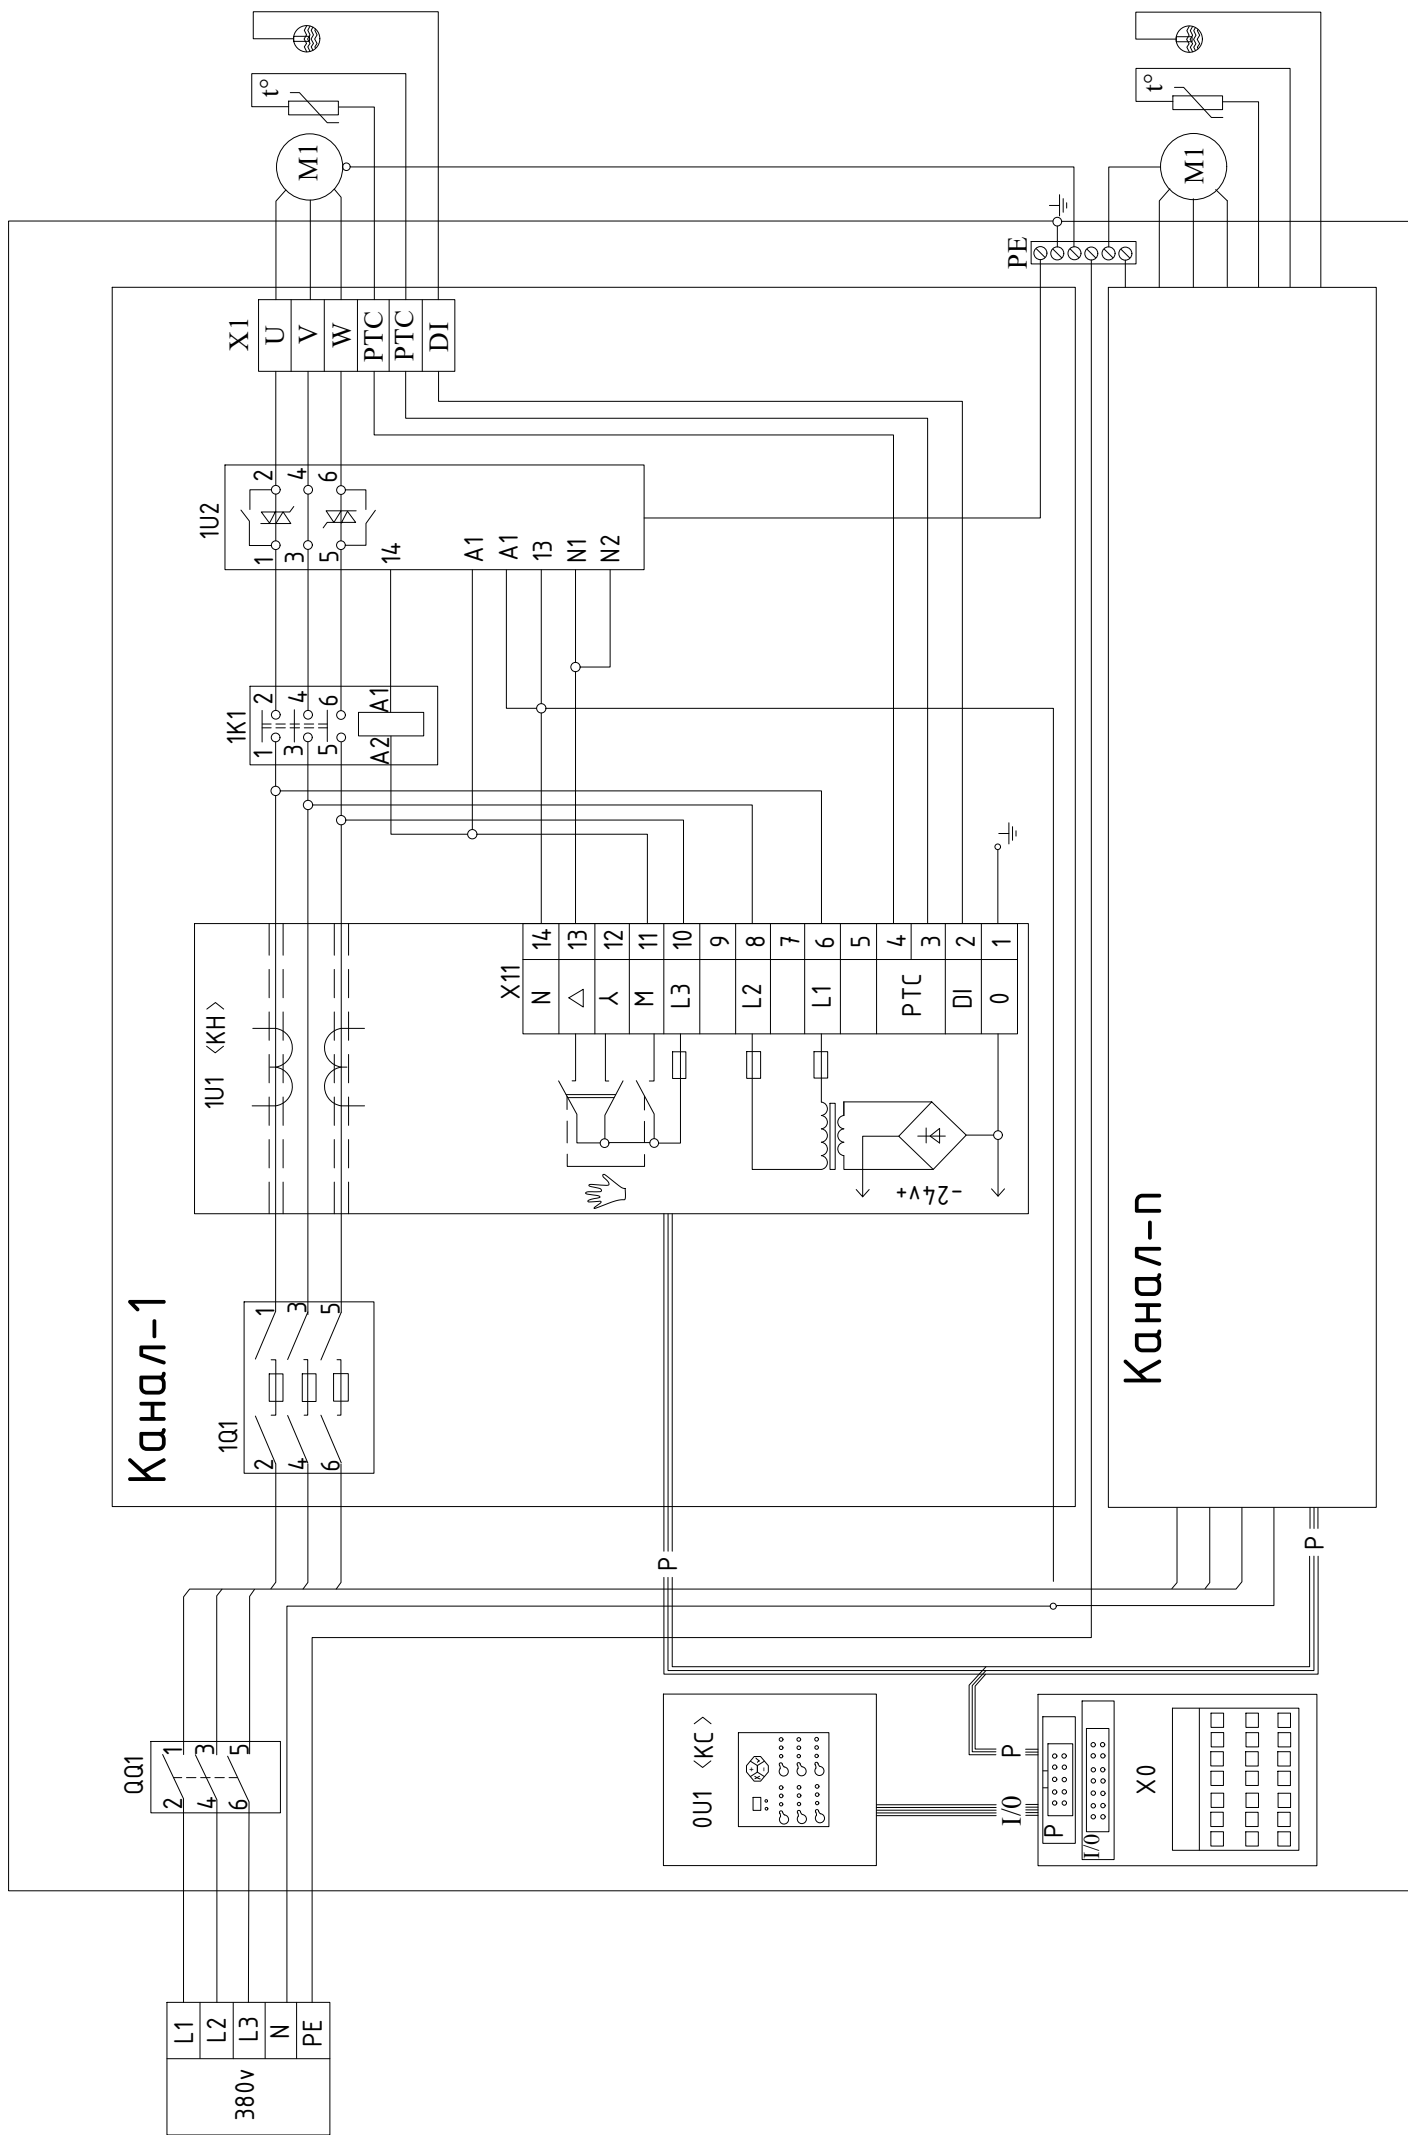 380v
L1
L2
L3
N
PE
QQ1
2 1
4 3
6 5
Канал-1
1Q1
2 1
4 3
6 5
1U1 <KH>
X11
N 14
△ 13
Y 12
M 11
L3 10
9
L2 8
7
L1 6
5
PTC 4
3
DI 2
0 1
-24v+
1K1
1 2
3 4
5 6
A2 A1
1U2
1 2
3 4
5 6
14
A1
A1
13
N1
N2
X1
U
V
W
PTC
PTC
DI
M1
t°
PE
0U1 <KC>
P
P
I/0
P
I/0
X0
P
Канал-n
M1
t°